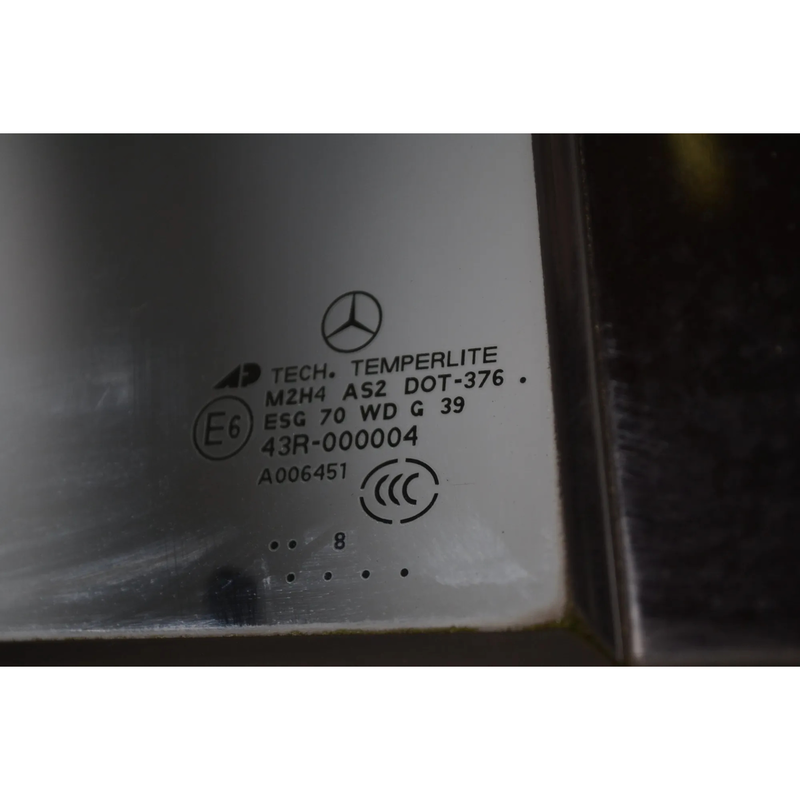 TECH. TEMPERLITE
M2H4 AS2 DOT-376 .
ESG 70 WD G 39
E6
43R-000004
A006451
CCC
.. 8
. . . .